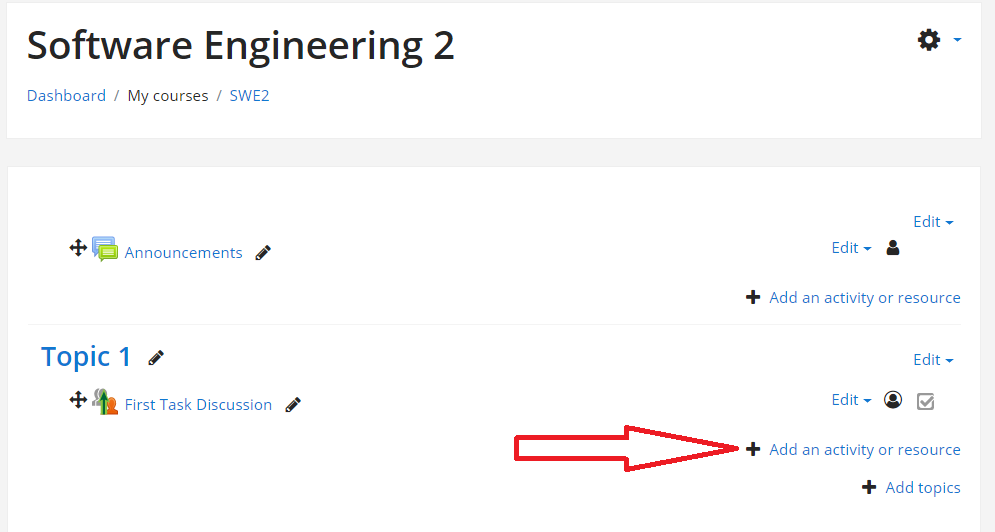 Software Engineering 2
Dashboard / My courses / SWE2
Edit
Announcements Edit
Add an activity or resource
Topic 1 Edit
First Task Discussion Edit
Add an activity or resource
Add topics